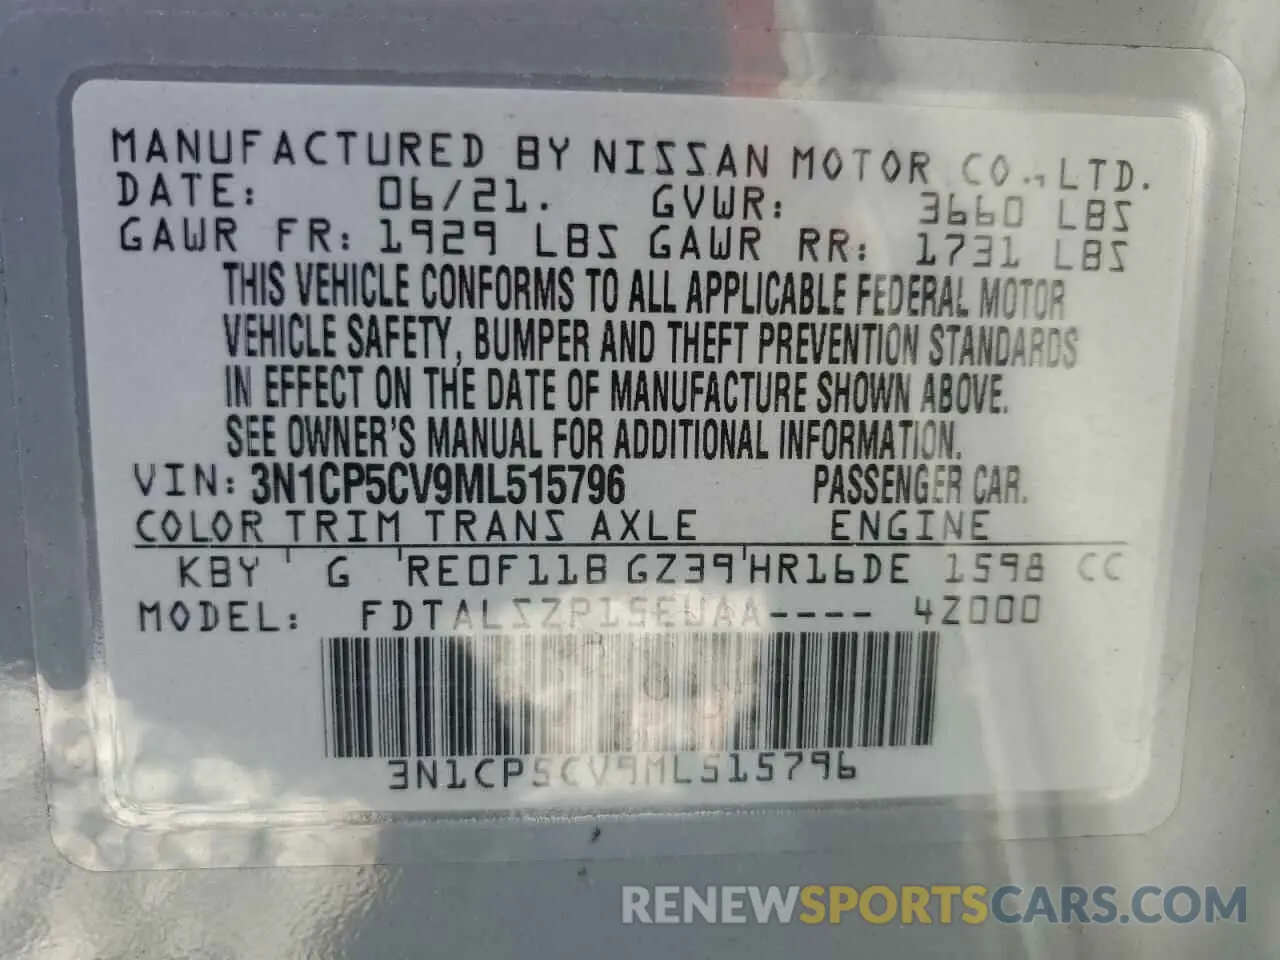 MANUFACTURED BY NISSAN MOTOR CO., LTD.
DATE: 06/21. GVWR: 3660 LBS
GAWR FR: 1929 LBS GAWR RR: 1731 LBS
THIS VEHICLE CONFORMS TO ALL APPLICABLE FEDERAL MOTOR
VEHICLE SAFETY, BUMPER AND THEFT PREVENTION STANDARDS
IN EFFECT ON THE DATE OF MANUFACTURE SHOWN ABOVE.
SEE OWNER'S MANUAL FOR ADDITIONAL INFORMATION.
VIN: 3N1CP5CV9ML515796 PASSENGER CAR.
COLOR TRIM TRANS AXLE ENGINE
KBY G RE0F11B GZ39 HR16DE 1598 CC
MODEL: 42000
3N1CP5CV9ML515796
RENEWSPORTSCARS.COM